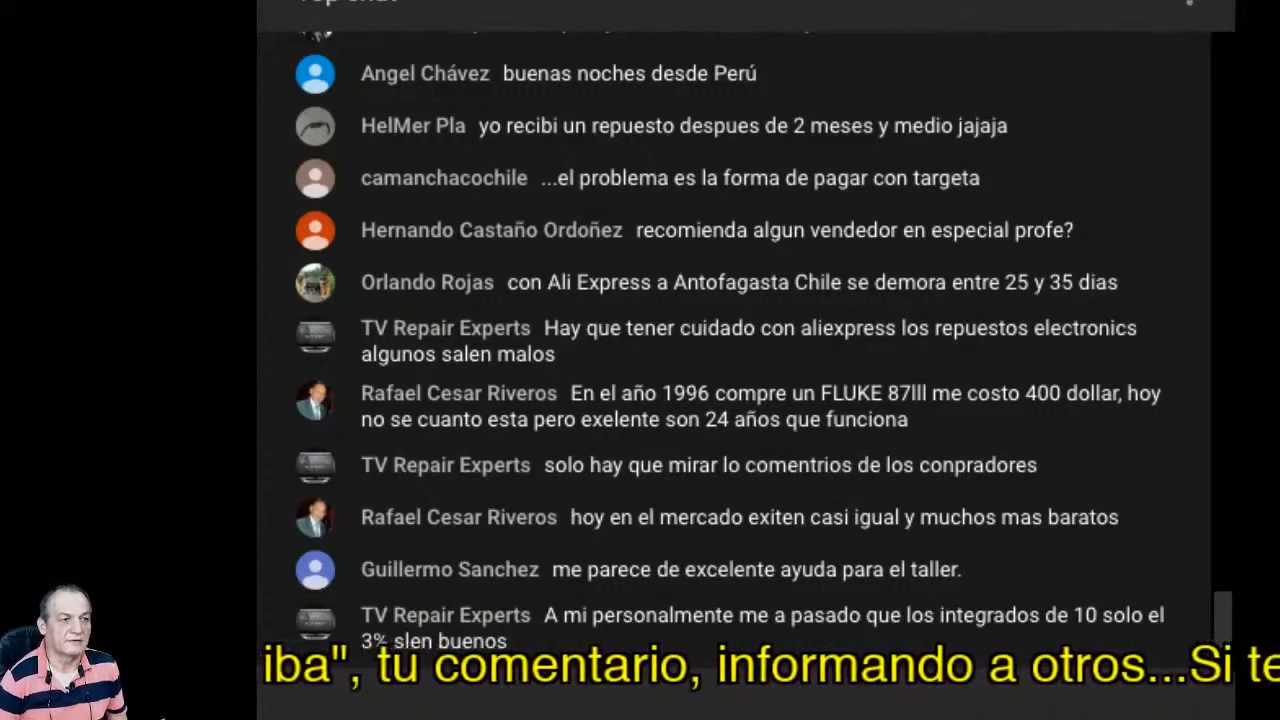 Top chat
Angel Chávez buenas noches desde Perú
HelMer Pla yo recibi un repuesto despues de 2 meses y medio jajaja
camanchacochile ...el problema es la forma de pagar con targeta
Hernando Castaño Ordoñez recomienda algun vendedor en especial profe?
Orlando Rojas con Ali Express a Antofagasta Chile se demora entre 25 y 35 dias
TV Repair Experts Hay que tener cuidado con aliexpress los repuestos electronics
algunos salen malos
Rafael Cesar Riveros En el año 1996 compre un FLUKE 87lll me costo 400 dollar, hoy
no se cuanto esta pero exelente son 24 años que funciona
TV Repair Experts solo hay que mirar lo comentrios de los conpradores
Rafael Cesar Riveros hoy en el mercado exiten casi igual y muchos mas baratos
Guillermo Sanchez me parece de excelente ayuda para el taller.
TV Repair Experts A mi personalmente me a pasado que los integrados de 10 solo el
3% slen buenos
iba", tu comentario, informando a otros...Si te